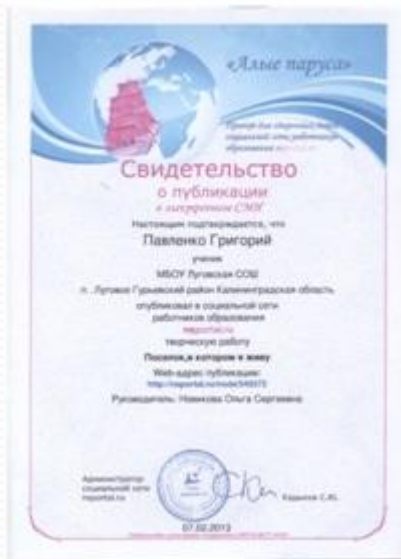 «Алые паруса»
Свидетельство
о публикации
в электронном СМИ
Настоящим подтверждается, что
Павленко Григорий
ученик
МБОУ Луговская СОШ
п. Луговое Гурьевский район Калининградская область
опубликовал в социальной сети
работников образования
nsportal.ru
творческую работу
Поселок,в котором я живу
Web-адрес публикации:
Руководитель: Новикова Ольга Сергеевна
Администратор
социальной сети
nsportal.ru
07.02.2013